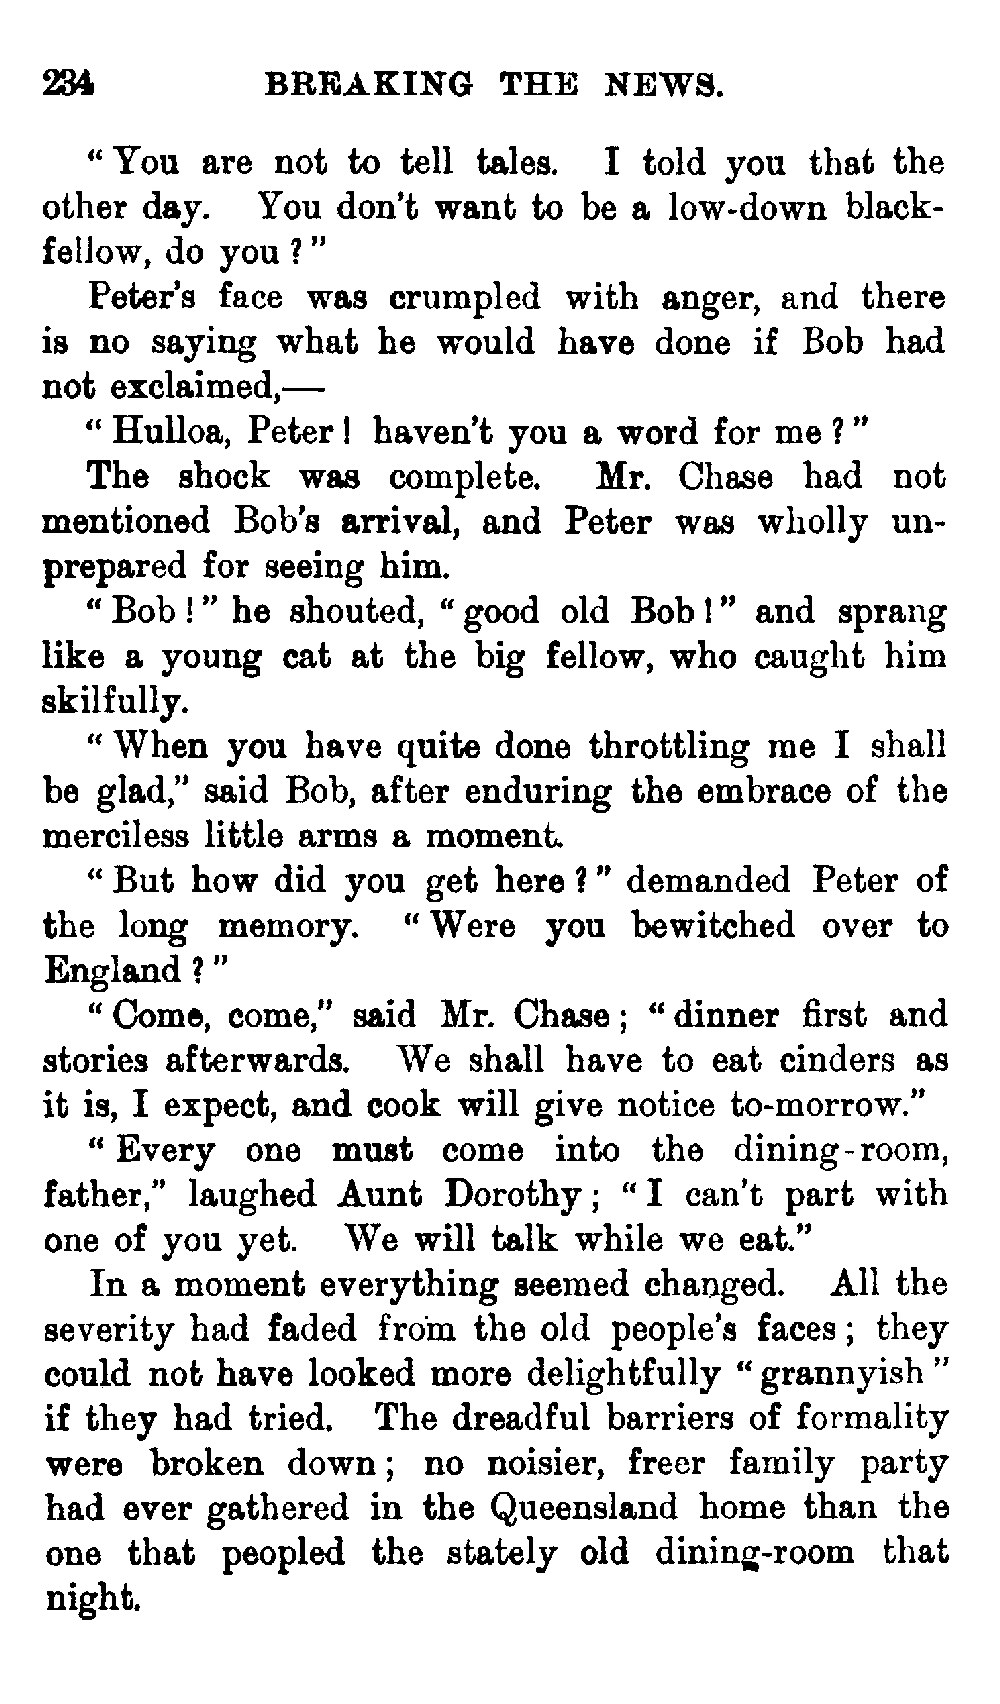 234 BREAKING THE NEWS.
“You are not to tell tales. I told you that the
other day. You don’t want to be a low-down black-
fellow, do you?”
Peter’s face was crumpled with anger, and there
is no saying what he would have done if Bob had
not exclaimed,—
“Hulloa, Peter! haven’t you a word for me?”
The shock was complete. Mr. Chase had not
mentioned Bob’s arrival, and Peter was wholly un-
prepared for seeing him.
“Bob!” he shouted, “good old Bob!” and sprang
like a young cat at the big fellow, who caught him
skilfully.
“When you have quite done throttling me I shall
be glad,” said Bob, after enduring the embrace of the
merciless little arms a moment.
“But how did you get here?” demanded Peter of
the long memory. “Were you bewitched over to
England?”
“Come, come,” said Mr. Chase; “dinner first and
stories afterwards. We shall have to eat cinders as
it is, I expect, and cook will give notice to-morrow.”
“Every one must come into the dining-room,
father,” laughed Aunt Dorothy; “I can’t part with
one of you yet. We will talk while we eat.”
In a moment everything seemed changed. All the
severity had faded from the old people’s faces; they
could not have looked more delightfully “grannyish”
if they had tried. The dreadful barriers of formality
were broken down; no noisier, freer family party
had ever gathered in the Queensland home than the
one that peopled the stately old dining-room that
night.